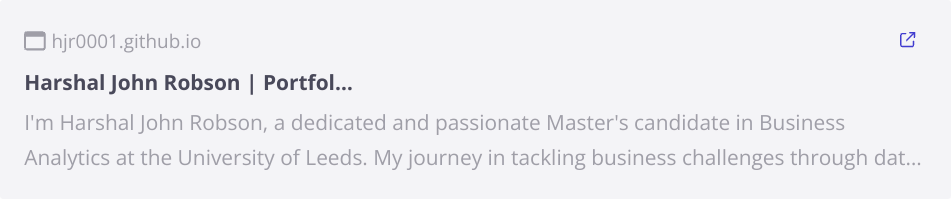 hjr0001.github.io
Harshal John Robson | Portfol...
I'm Harshal John Robson, a dedicated and passionate Master's candidate in Business
Analytics at the University of Leeds. My journey in tackling business challenges through dat...